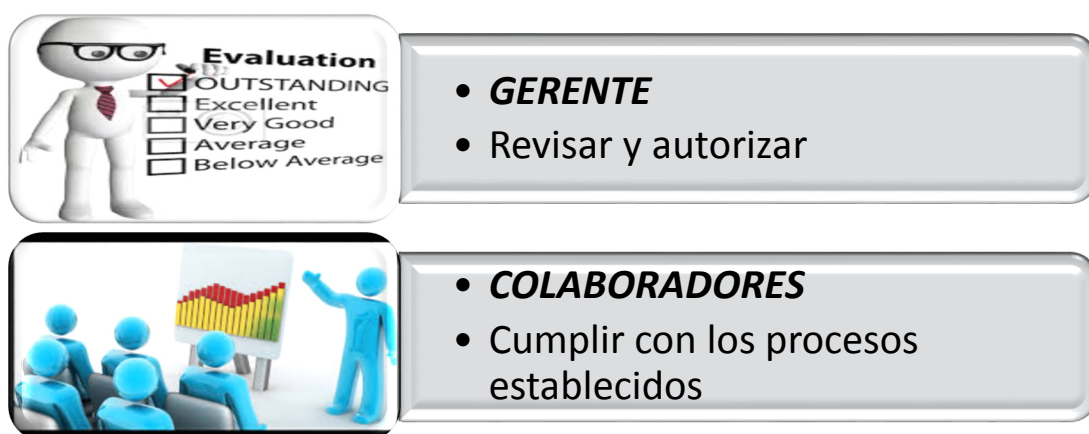 Evaluation
OUTSTANDING
Excellent
Very Good
Average
Below Average
• GERENTE
• Revisar y autorizar
• COLABORADORES
• Cumplir con los procesos
establecidos